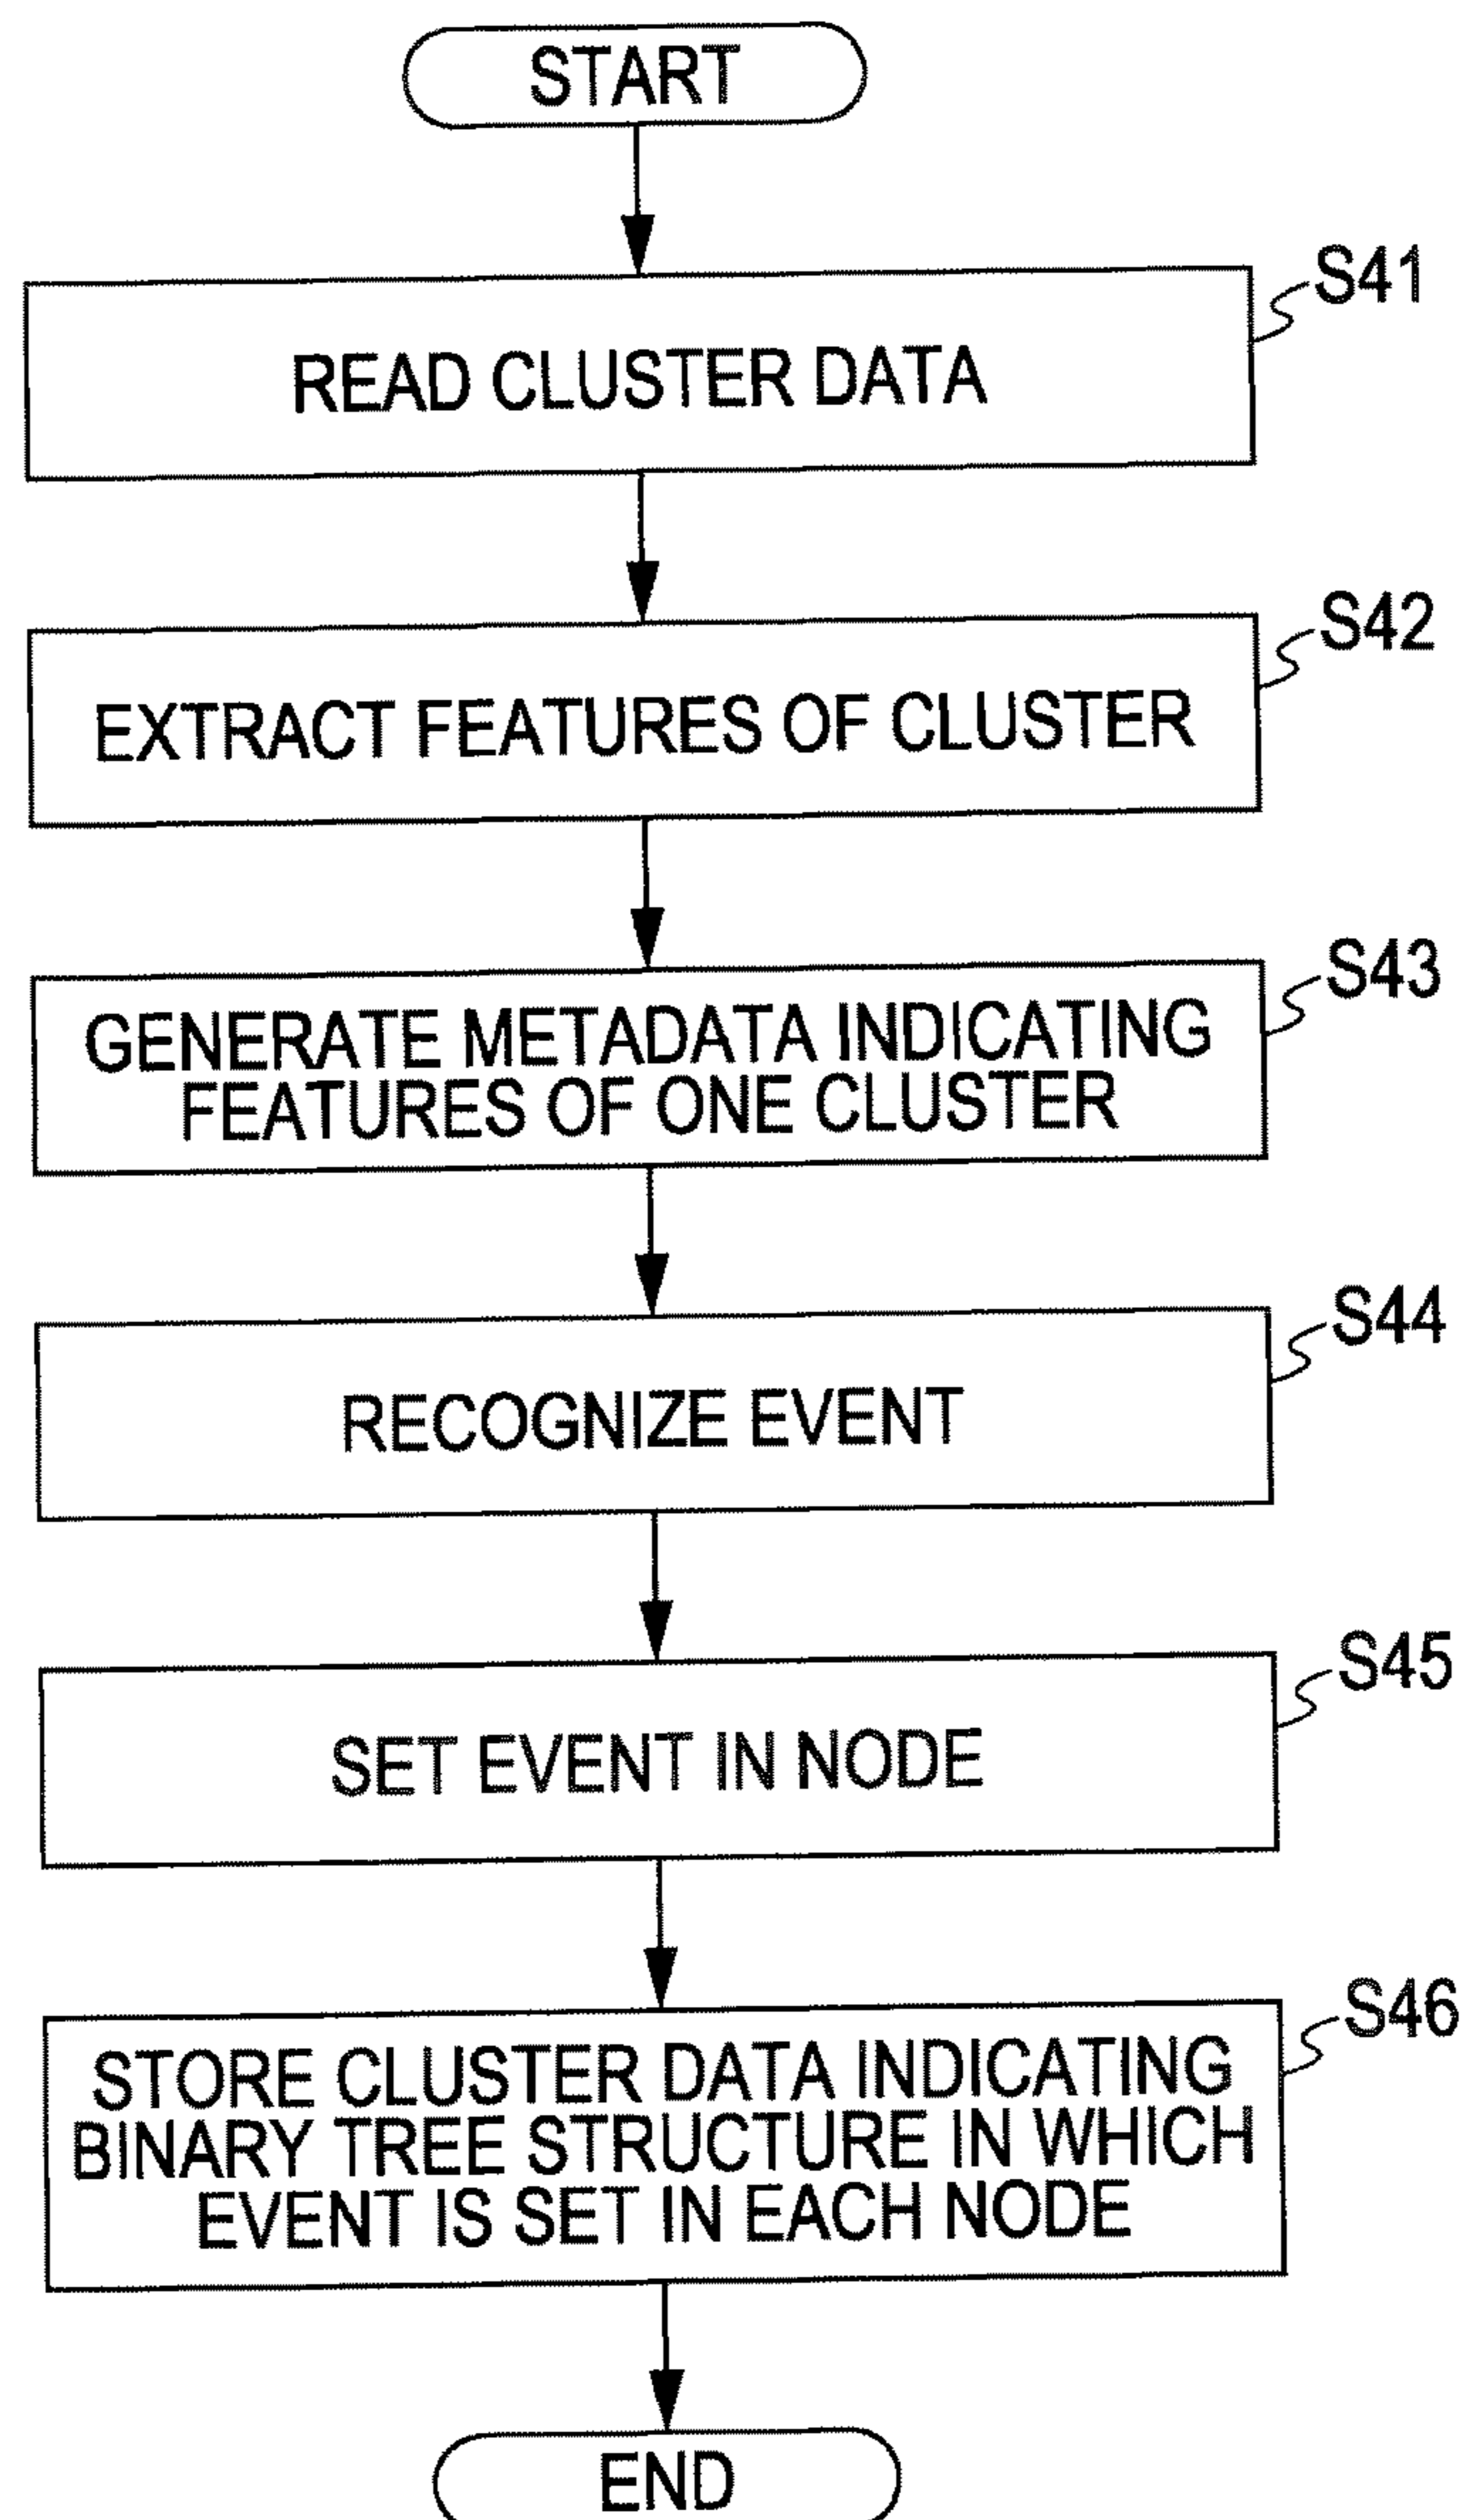 START
S41
READ CLUSTER DATA
S42
EXTRACT FEATURES OF CLUSTER
S43
GENERATE METADATA INDICATING
FEATURES OF ONE CLUSTER
S44
RECOGNIZE EVENT
S45
SET EVENT IN NODE
S46
STORE CLUSTER DATA INDICATING
BINARY TREE STRUCTURE IN WHICH
EVENT IS SET IN EACH NODE
END